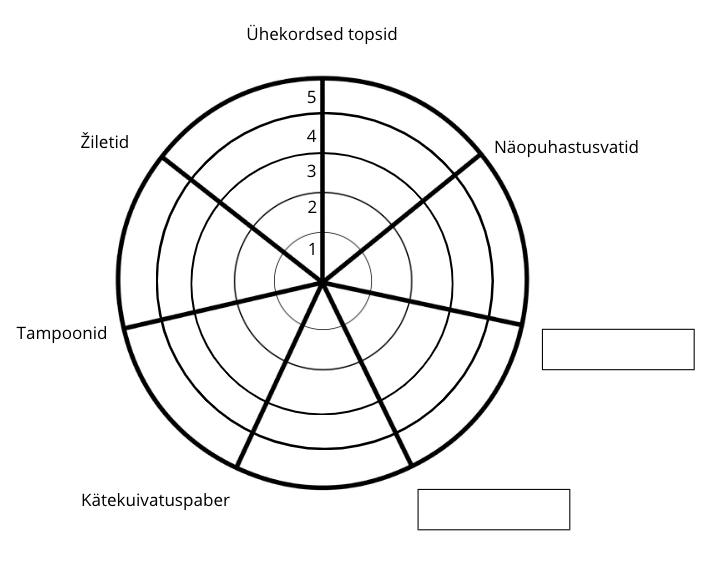 Ühekordsed topsid
5
Žiletid
4
Näopuhastusvatid
3
2
1
Tampoonid
Kätekuivatuspaber